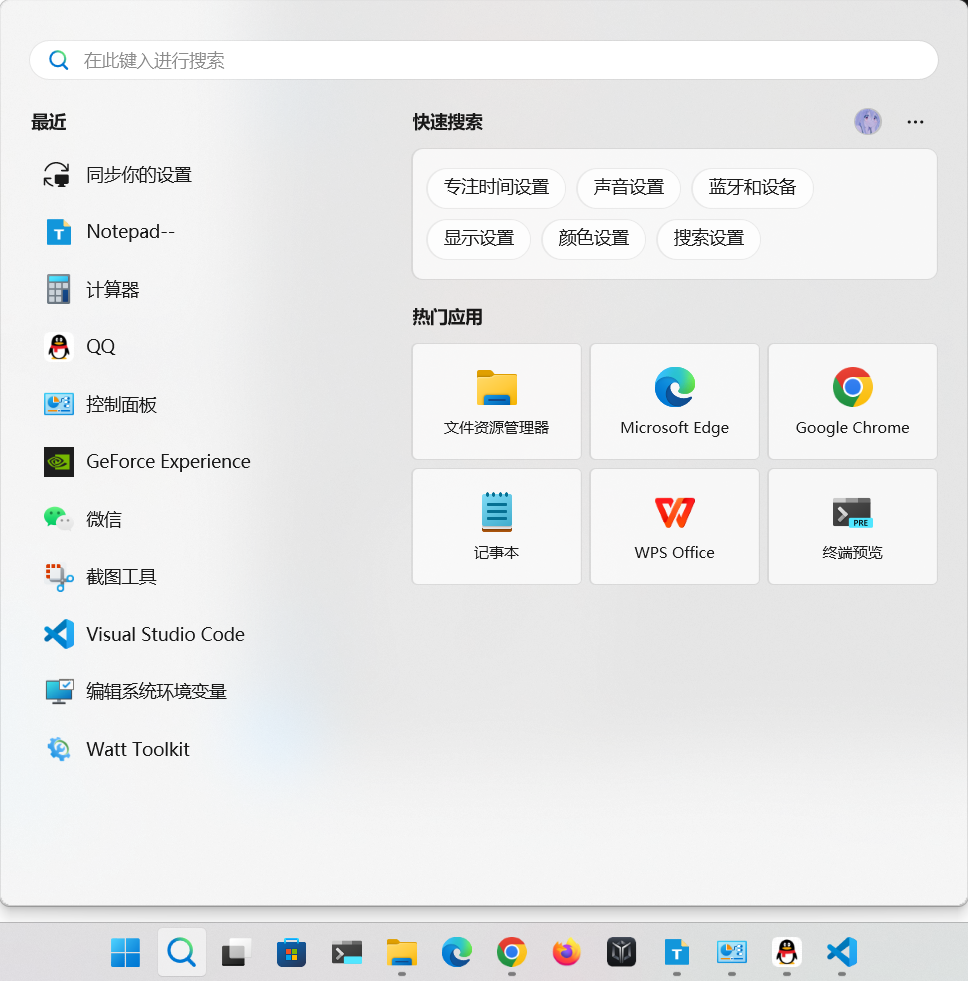 在此键入进行搜索
最近
同步你的设置
Notepad--
计算器
QQ
控制面板
GeForce Experience
微信
截图工具
Visual Studio Code
编辑系统环境变量
Watt Toolkit
快速搜索
专注时间设置 声音设置 蓝牙和设备
显示设置 颜色设置 搜索设置
热门应用
文件资源管理器 Microsoft Edge Google Chrome
PRE
记事本 WPS Office 终端预览